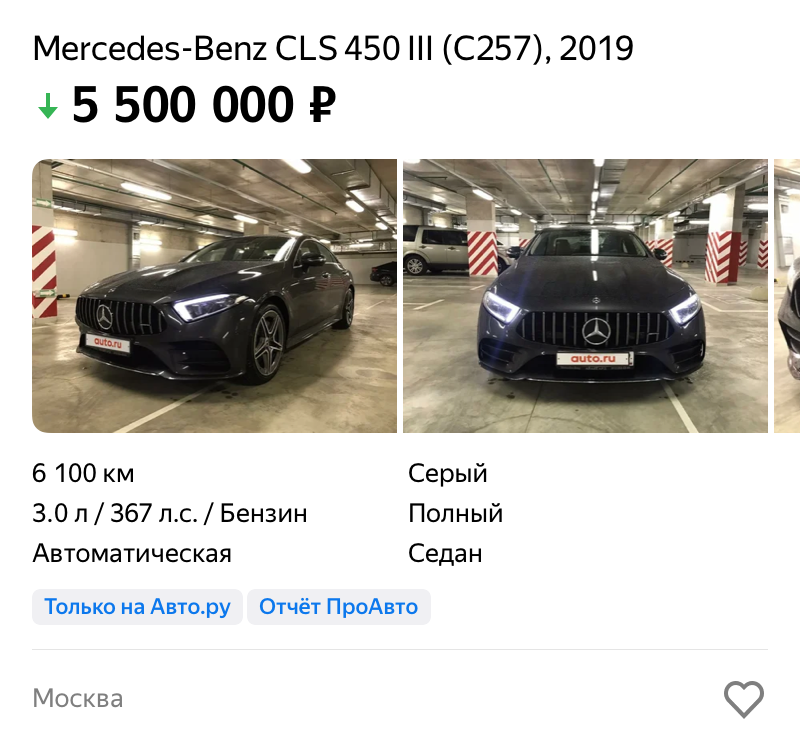 Mercedes-Benz CLS 450 III (C257), 2019
↓ 5 500 000 ₽
auto.ru
auto.ru
6 100 км
Серый
3.0 л / 367 л.с. / Бензин
Полный
Автоматическая
Седан
Только на Авто.ру
Отчёт ПроАвто
Москва